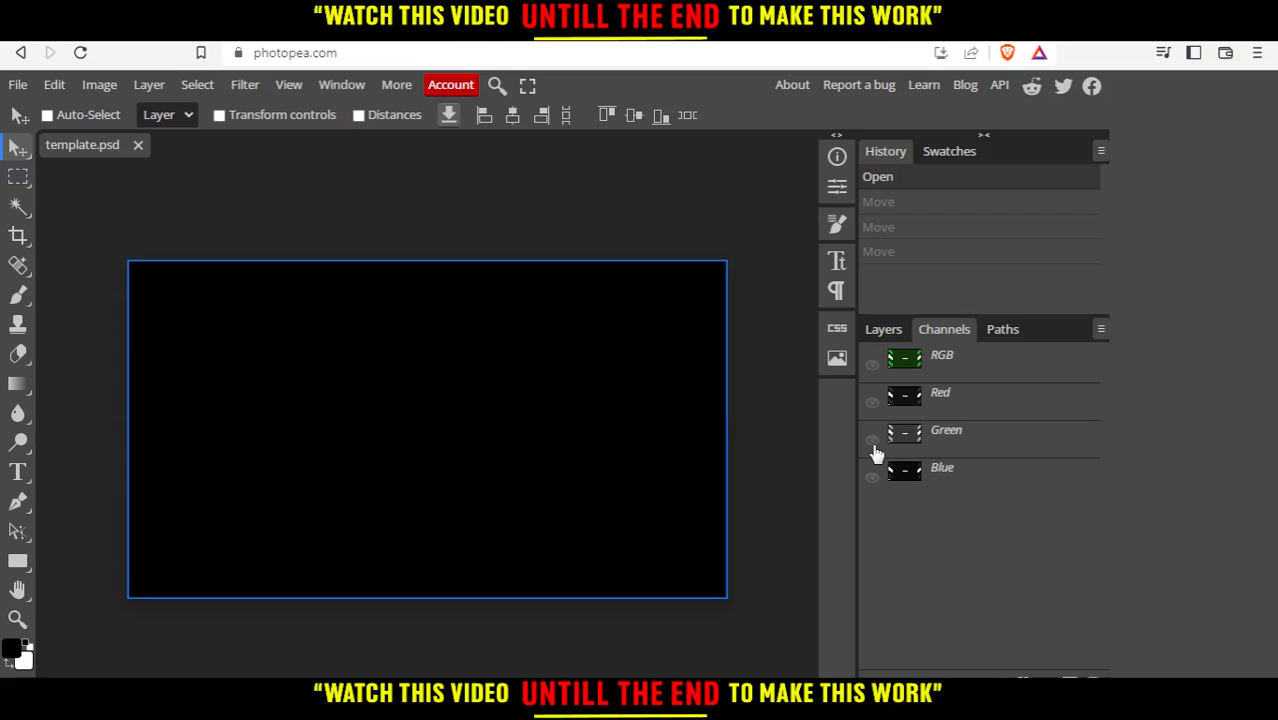 “WATCH THIS VIDEO UNTILL THE END TO MAKE THIS WORK”
photopea.com
File Edit Image Layer Select Filter View Window More Account About Report a bug Learn Blog API
Auto-Select Layer Transform controls Distances
template.psd
History Swatches
Open
Move
Move
Move
CSS
Layers Channels Paths
RGB
Red
Green
Blue
“WATCH THIS VIDEO UNTILL THE END TO MAKE THIS WORK”